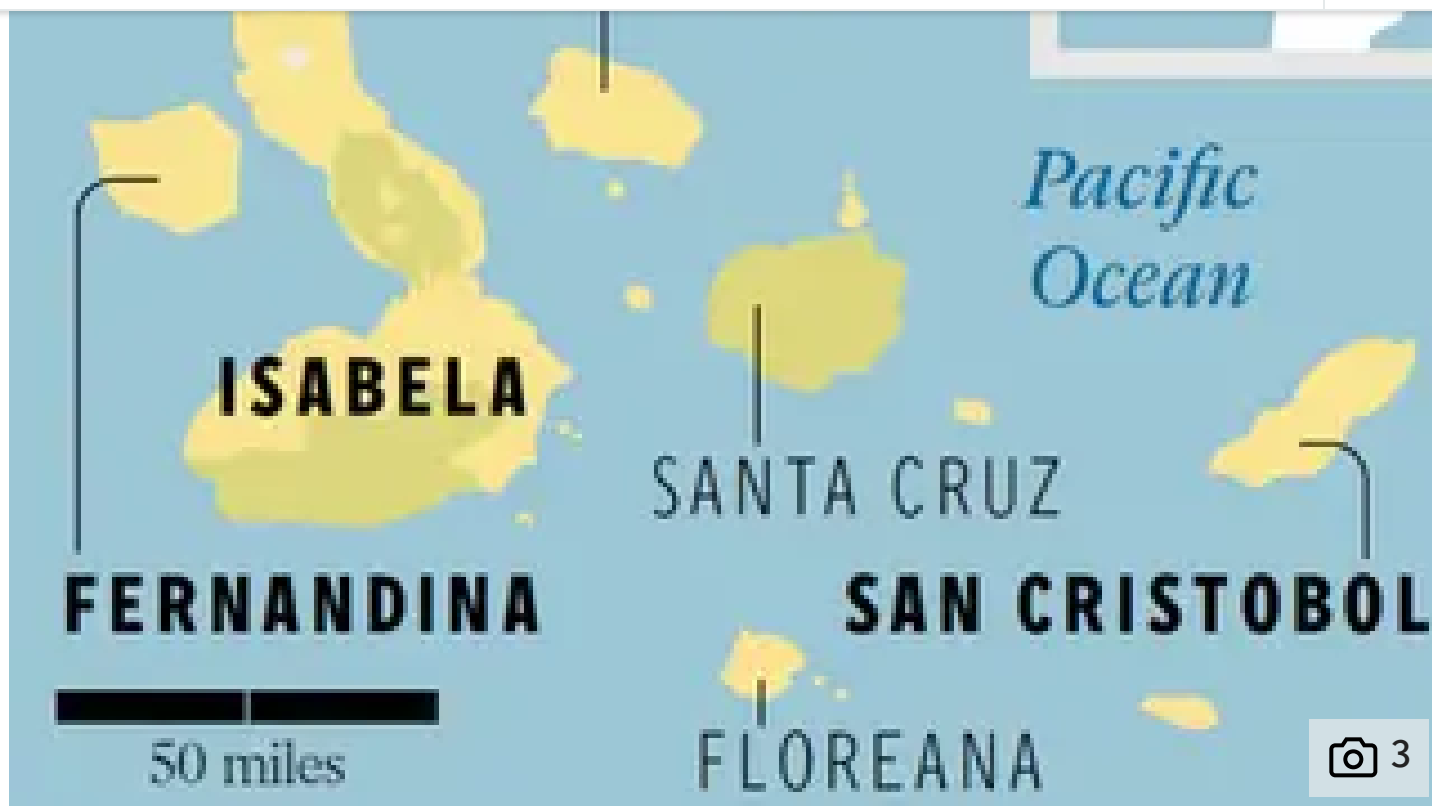 Pacific
Ocean
ISABELA
SANTA CRUZ
FERNANDINA
SAN CRISTOBOL
50 miles
FLOREANA
3